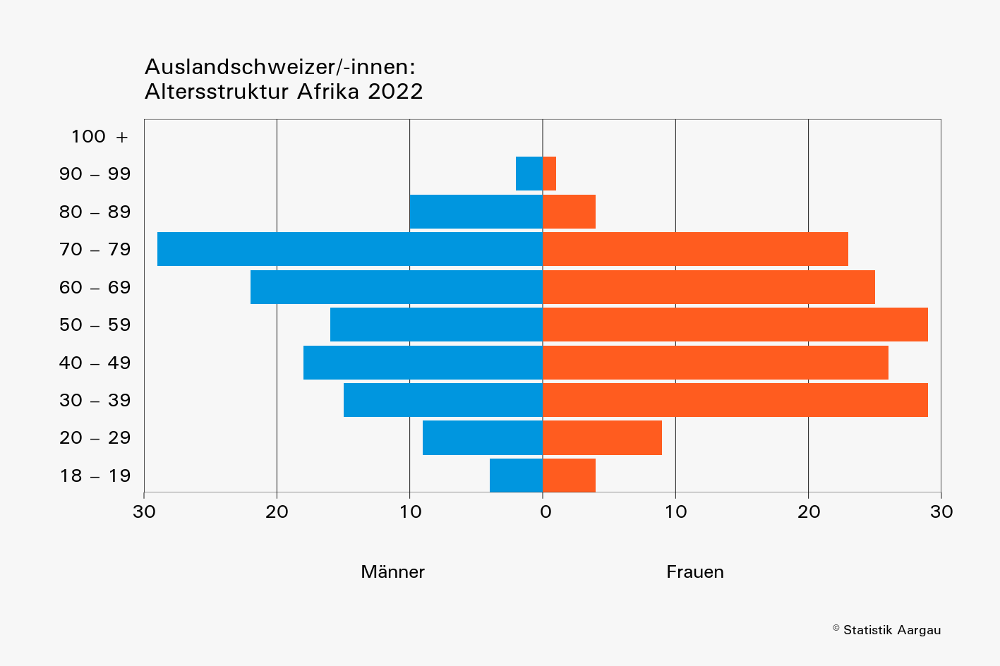 Auslandschweizer/-innen:
Altersstruktur Afrika 2022
100 +
90 – 99
80 – 89
70 – 79
60 – 69
50 – 59
40 – 49
30 – 39
20 – 29
18 – 19
30 20 10 0 10 20 30
Männer Frauen
© Statistik Aargau